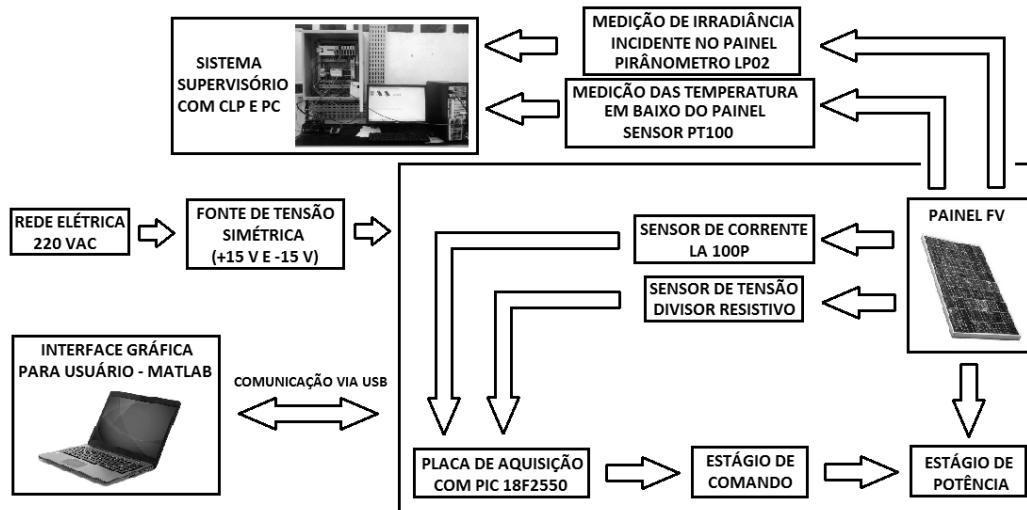 MEDIÇÃO DE IRRADIÂNCIA
INCIDENTE NO PAINEL
PIRÂNOMETRO LP02
SISTEMA
SUPERVISÓRIO
COM CLP E PC
MEDIÇÃO DAS TEMPERATURA
EM BAIXO DO PAINEL
SENSOR PT100
REDE ELÉTRICA
220 VAC
FONTE DE TENSÃO
SIMÉTRICA
(+15 V E -15 V)
SENSOR DE CORRENTE
LA 100P
SENSOR DE TENSÃO
DIVISOR RESISTIVO
PAINEL FV
INTERFACE GRÁFICA
PARA USUÁRIO - MATLAB
COMUNICAÇÃO VIA USB
PLACA DE AQUISIÇÃO
COM PIC 18F2550
ESTÁGIO DE
COMANDO
ESTÁGIO DE
POTÊNCIA